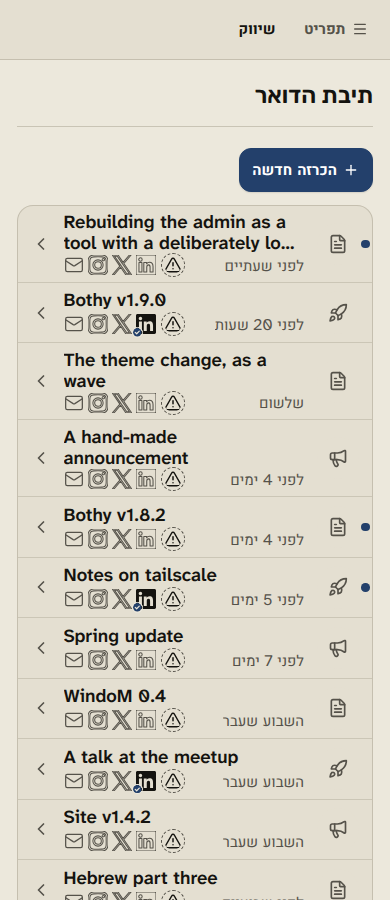 תפריט
שיווק
תיבת הדואר
+ הכרזה חדשה
Rebuilding the admin as a
tool with a deliberately lo...
לפני שעתיים
Bothy v1.9.0
לפני 20 שעות
The theme change, as a
wave
שלשום
A hand-made
announcement
לפני 4 ימים
Bothy v1.8.2
לפני 4 ימים
Notes on tailscale
לפני 5 ימים
Spring update
לפני 7 ימים
WindoM 0.4
השבוע שעבר
A talk at the meetup
השבוע שעבר
Site v1.4.2
השבוע שעבר
Hebrew part three